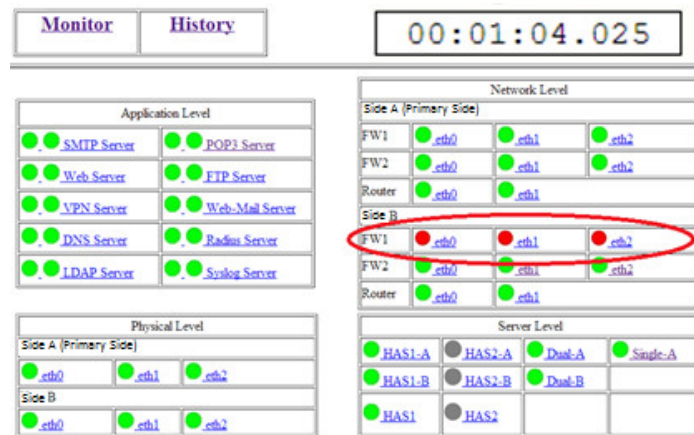 Monitor History
00:01:04.025
Application Level
SMTP Server POP3 Server
Web Server FTP Server
VPN Server Web-Mail Server
DNS Server Radius Server
LDAP Server Syslog Server
Network Level
Side A (Primary Side)
FW1 eth0 eth1 eth2
FW2 eth0 eth1 eth2
Router eth0 eth1
Side B
FW1 eth0 eth1 eth2
FW2 eth0 eth1 eth2
Router eth0 eth1
Physical Level
Side A (Primary Side)
eth0 eth1 eth2
Side B
eth0 eth1 eth2
Server Level
HAS1-A HAS2-A Dual-A Single-A
HAS1-B HAS2-B Dual-B
HAS1 HAS2